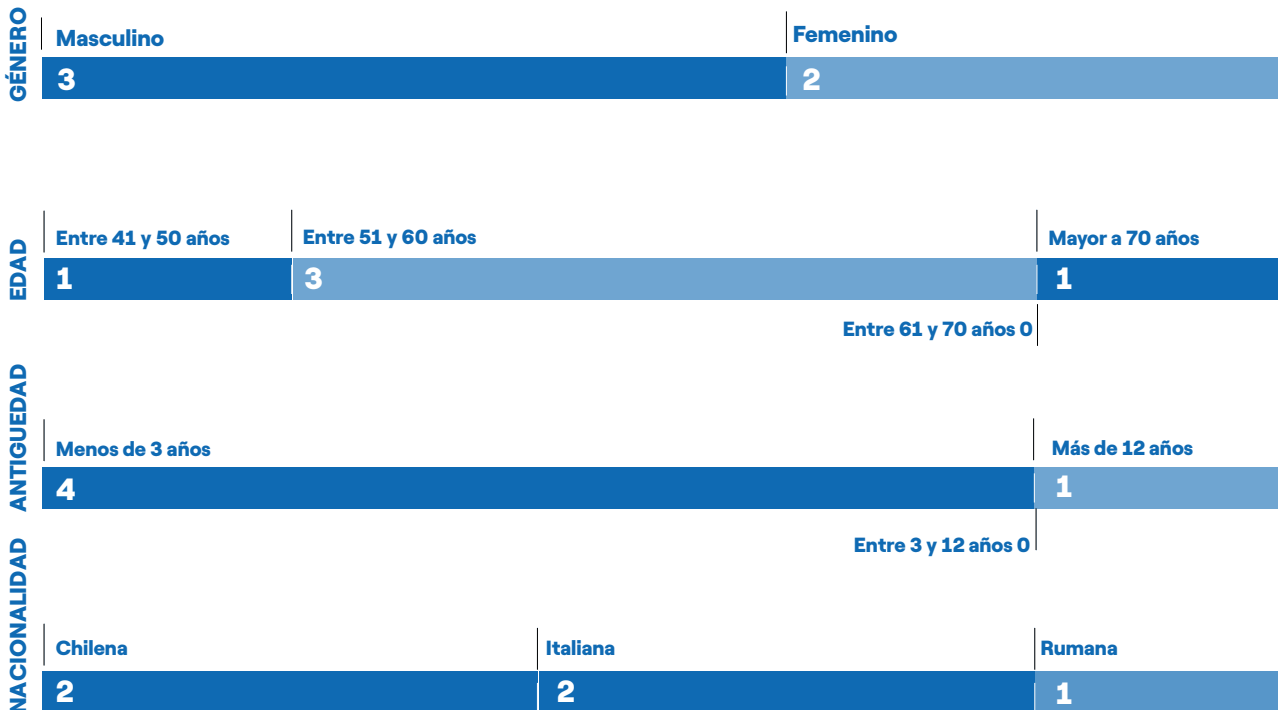 GÉNERO
Masculino
Femenino
3
2
EDAD
Entre 41 y 50 años
Entre 51 y 60 años
Mayor a 70 años
1
3
1
Entre 61 y 70 años 0
ANTIGUEDAD
Menos de 3 años
Más de 12 años
4
1
Entre 3 y 12 años 0
NACIONALIDAD
Chilena
Italiana
Rumana
2
2
1